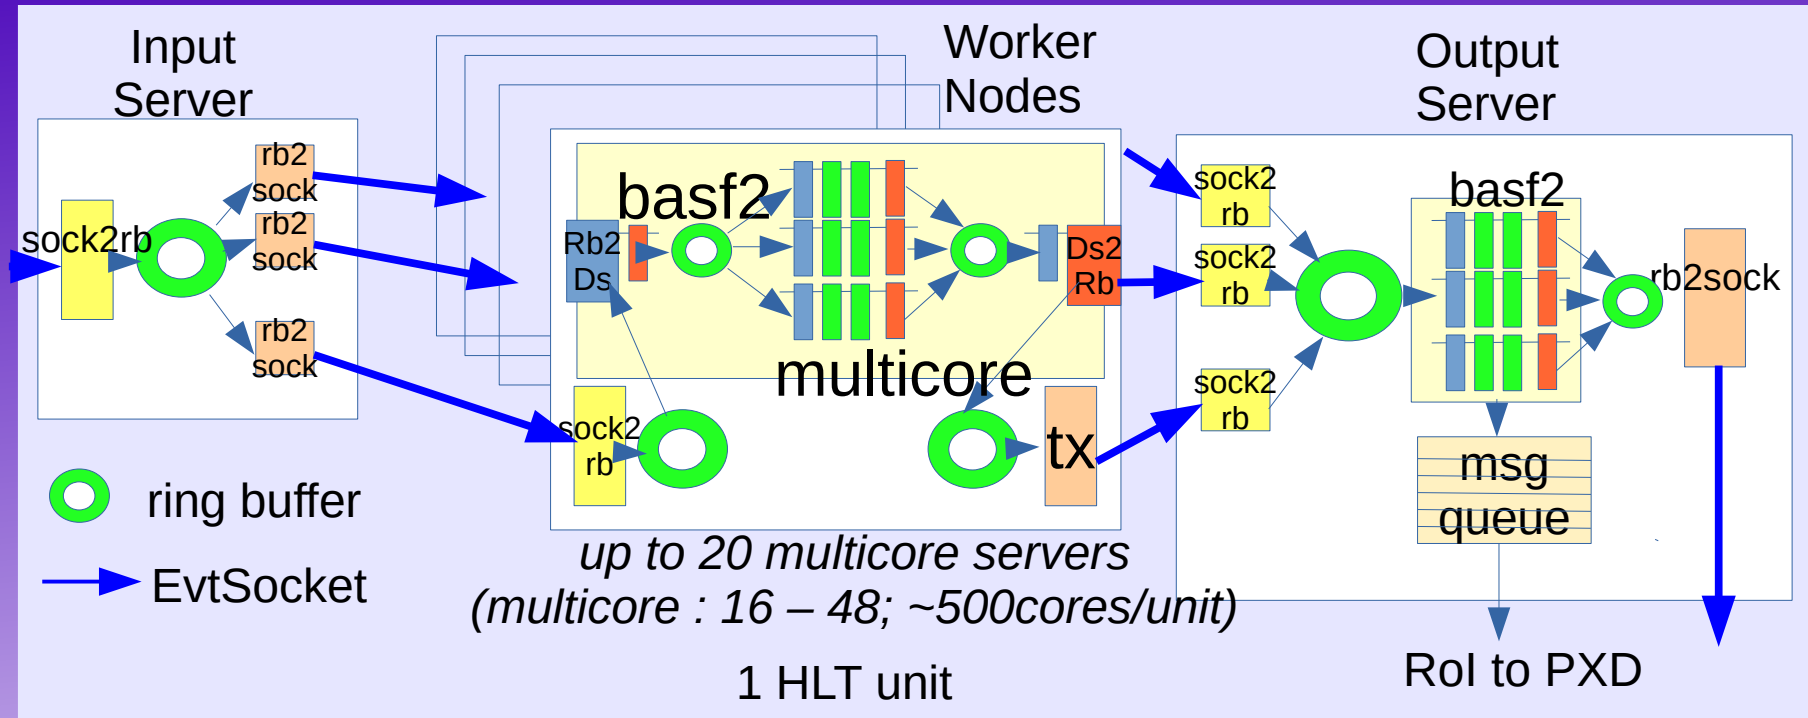 Input
Server
sock2rb
rb2
sock
rb2
sock
rb2
sock
ring buffer
EvtSocket
Worker
Nodes
basf2
Rb2
Ds
Ds2
Rb
multicore
sock2
rb
tx
up to 20 multicore servers
(multicore : 16 – 48; ~500cores/unit)
1 HLT unit
Output
Server
sock2
rb
sock2
rb
sock2
rb
basf2
rb2sock
msg
queue
RoI to PXD